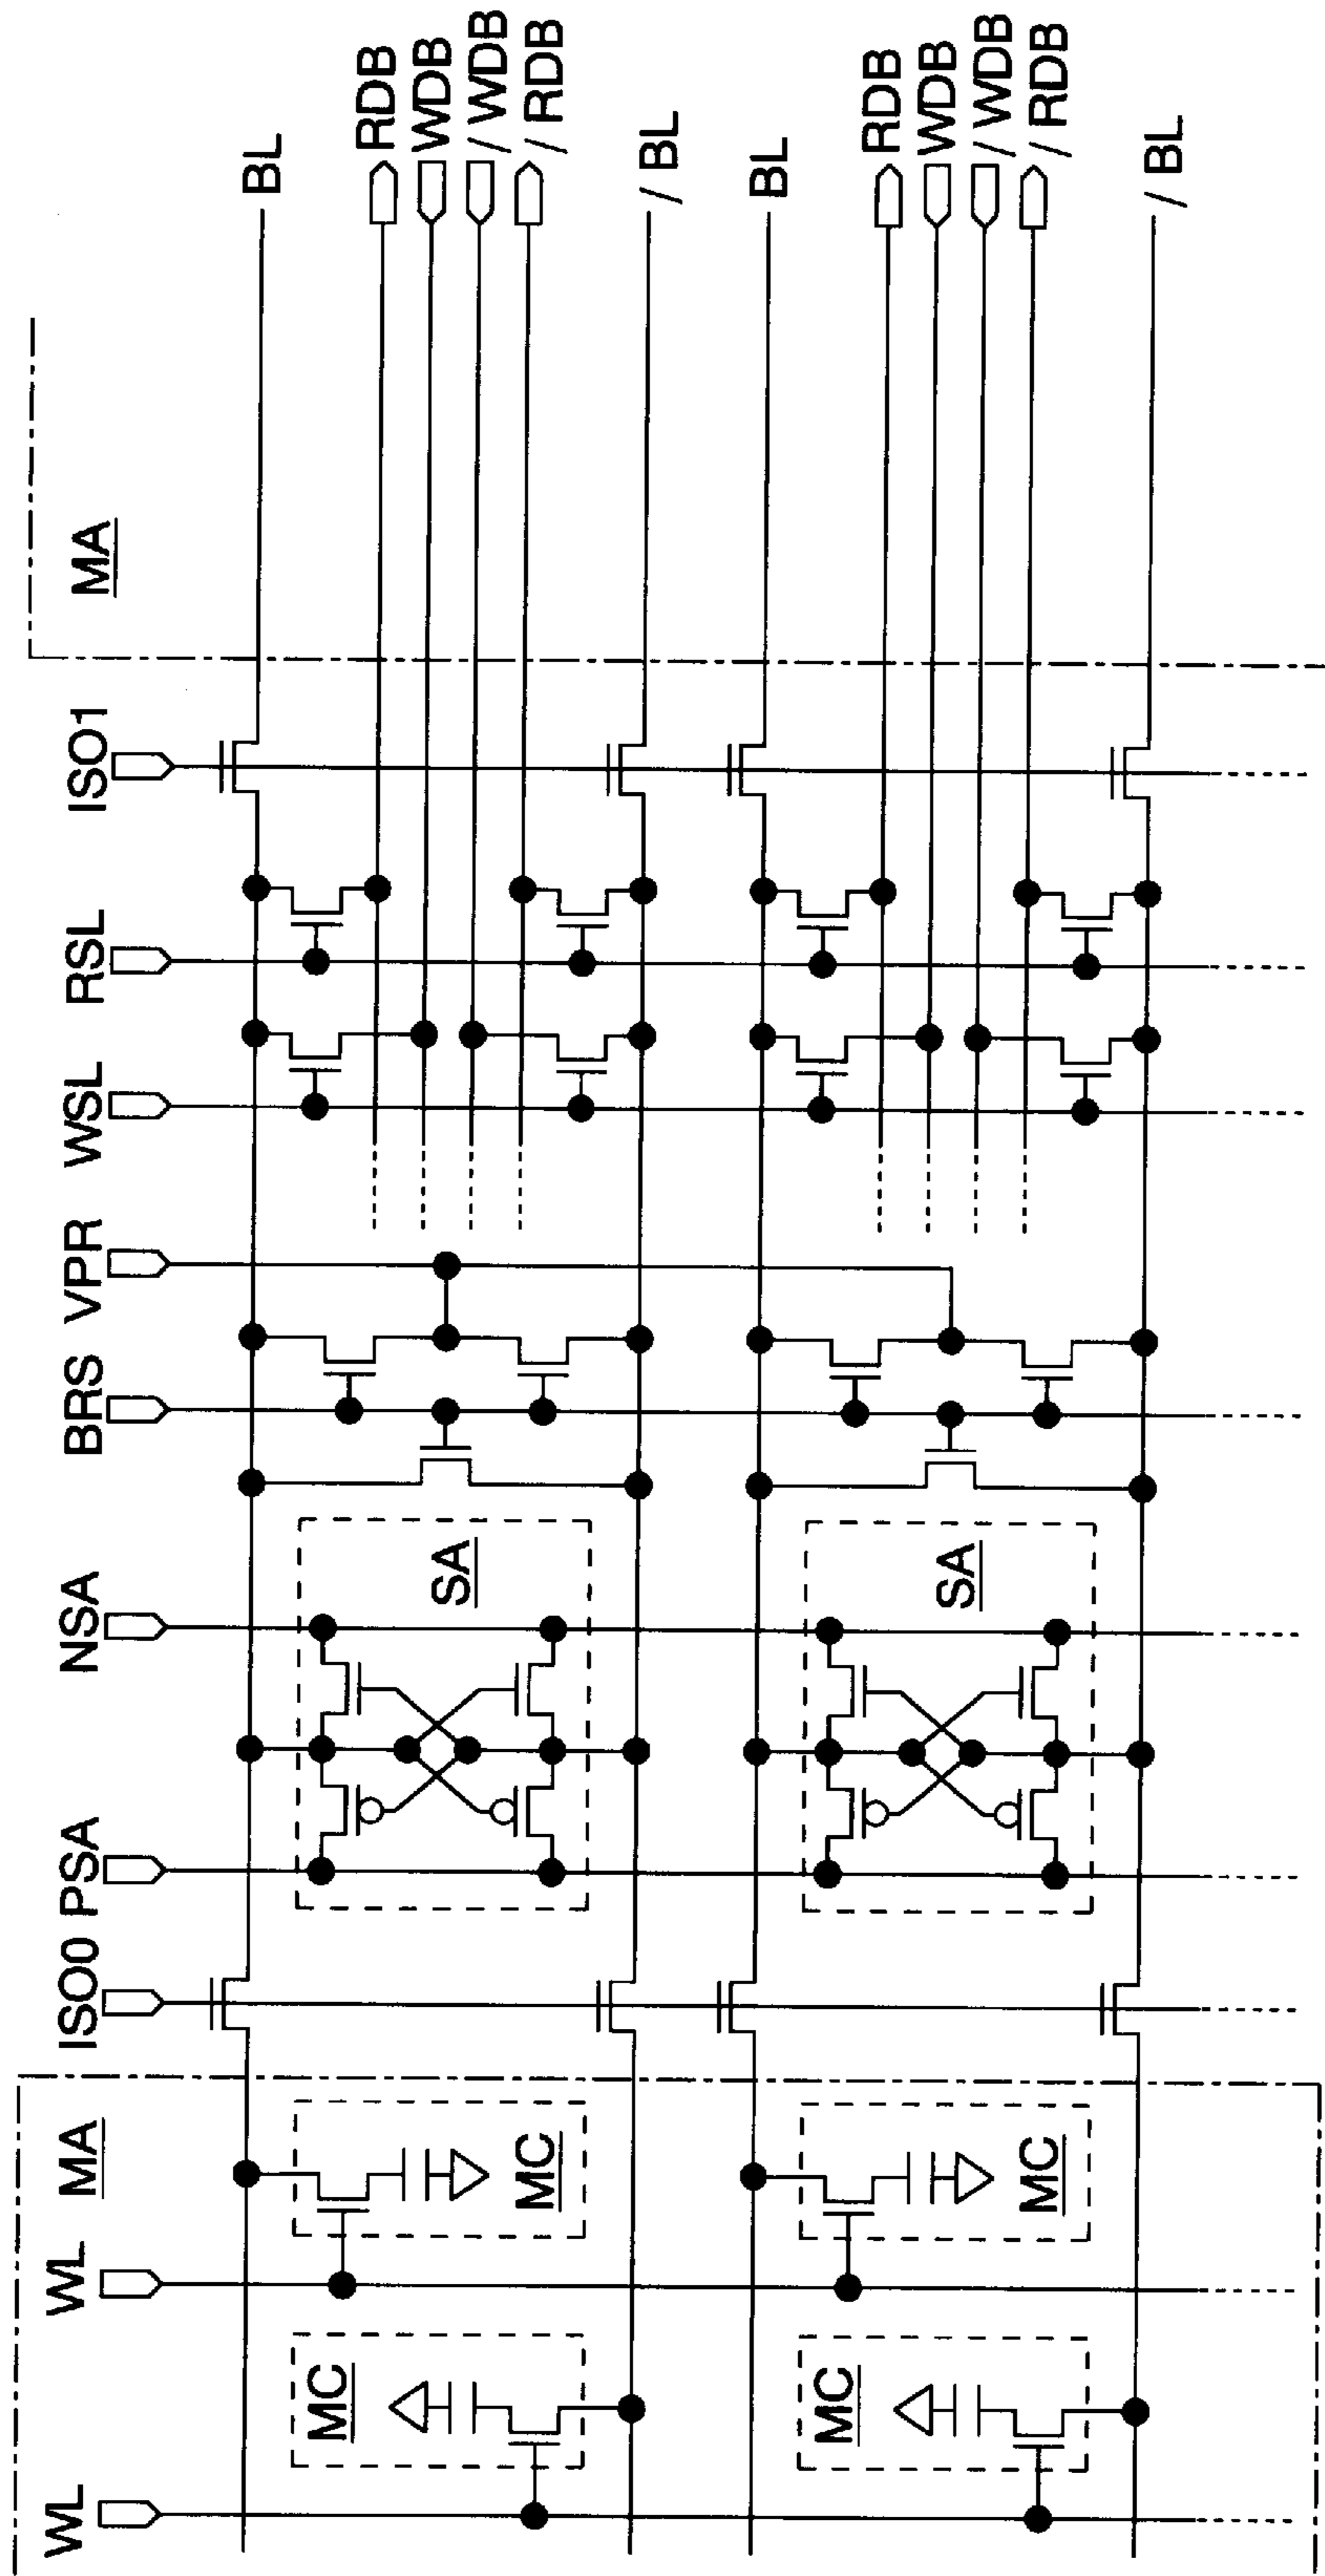 WL
WL
MA
ISO0
PSA
NSA
BRS
VPR
WSL
RSL
ISO1
MA
MC
MC
SA
BL
RDB
WDB
/ WDB
/ RDB
/ BL
MC
MC
SA
BL
RDB
WDB
/ WDB
/ RDB
/ BL